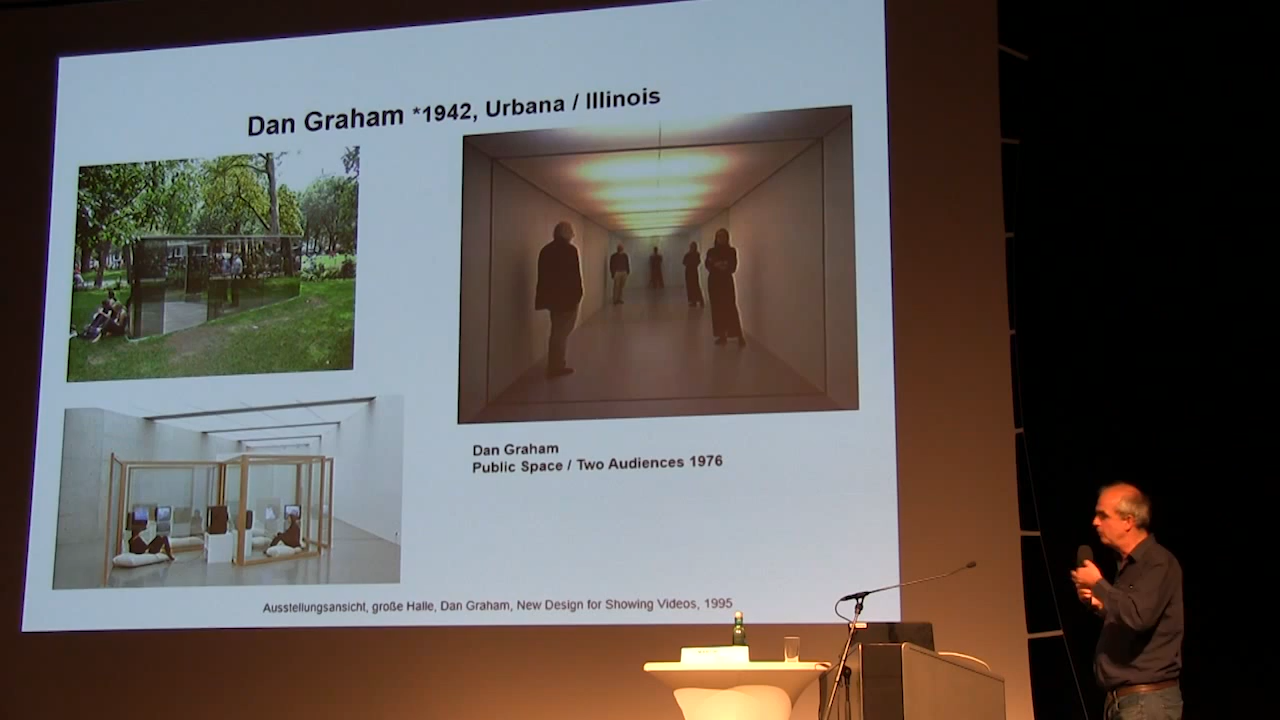 Dan Graham *1942, Urbana / Illinois
Dan Graham
Public Space / Two Audiences 1976
Ausstellungsansicht, große Halle, Dan Graham, New Design for Showing Videos, 1995